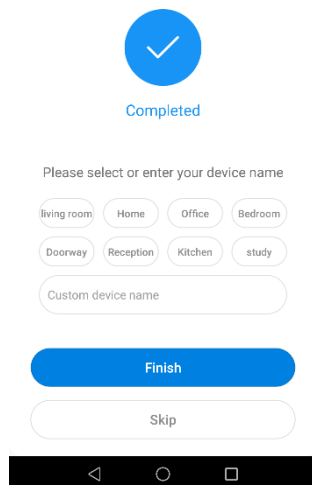 Completed
Please select or enter your device name
living room Home Office Bedroom
Doorway Reception Kitchen study
Custom device name
Finish
Skip